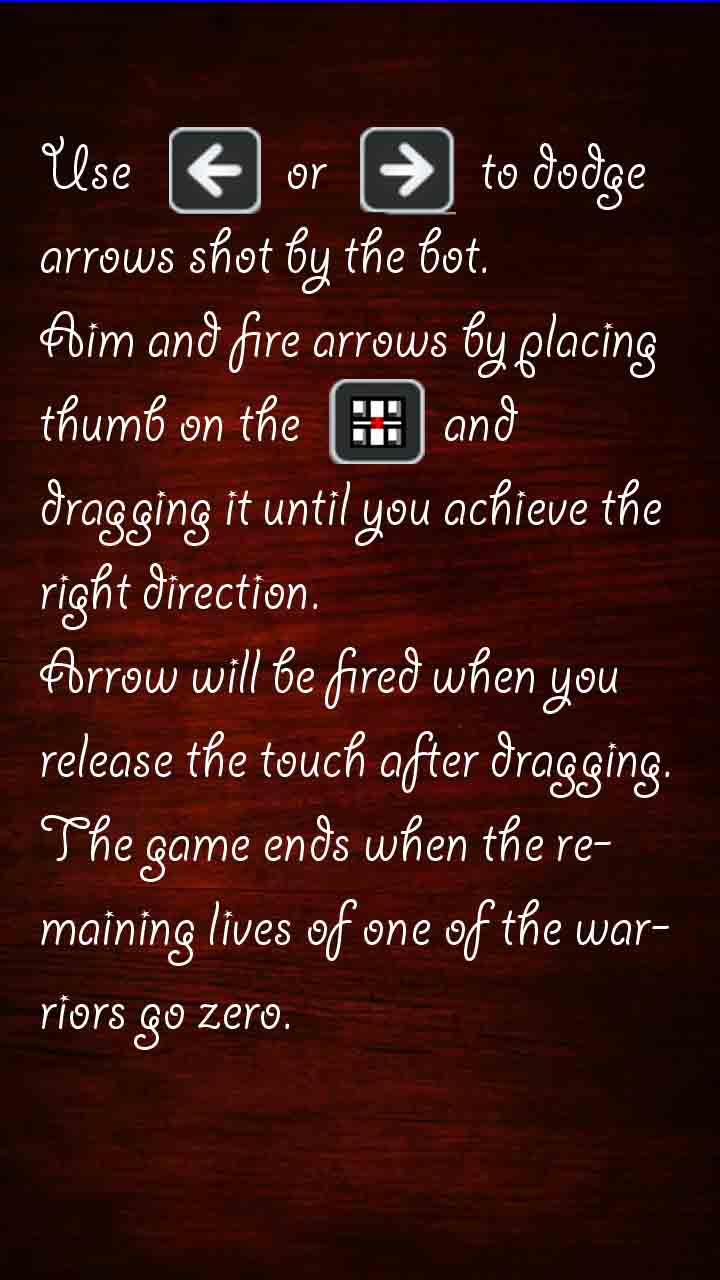 Use ← or → to dodge
arrows shot by the bot.
Aim and fire arrows by placing
thumb on the and
dragging it until you achieve the
right direction.
Arrow will be fired when you
release the touch after dragging.
The game ends when the re-
maining lives of one of the war-
riors go zero.